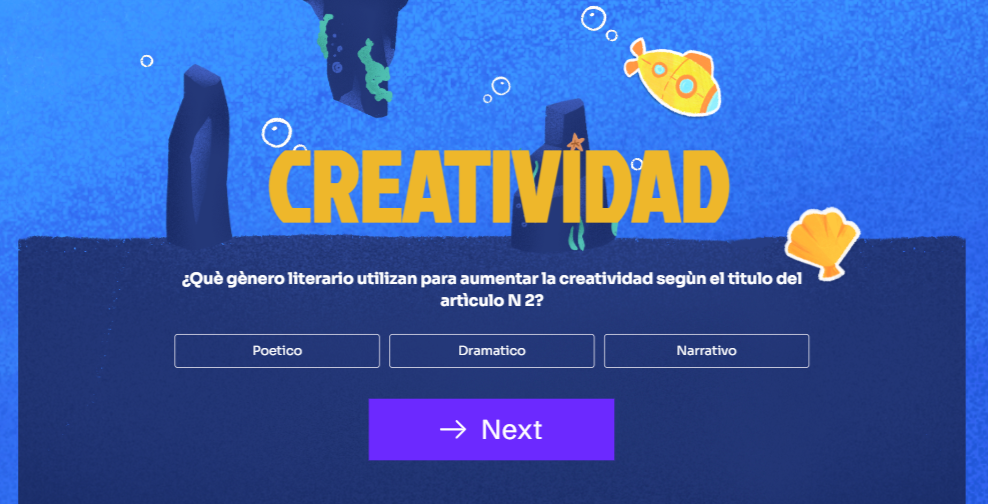 CREATIVIDAD
¿Què gènero literario utilizan para aumentar la creatividad segùn el titulo del
artìculo N 2?
Poetico
Dramatico
Narrativo
→ Next